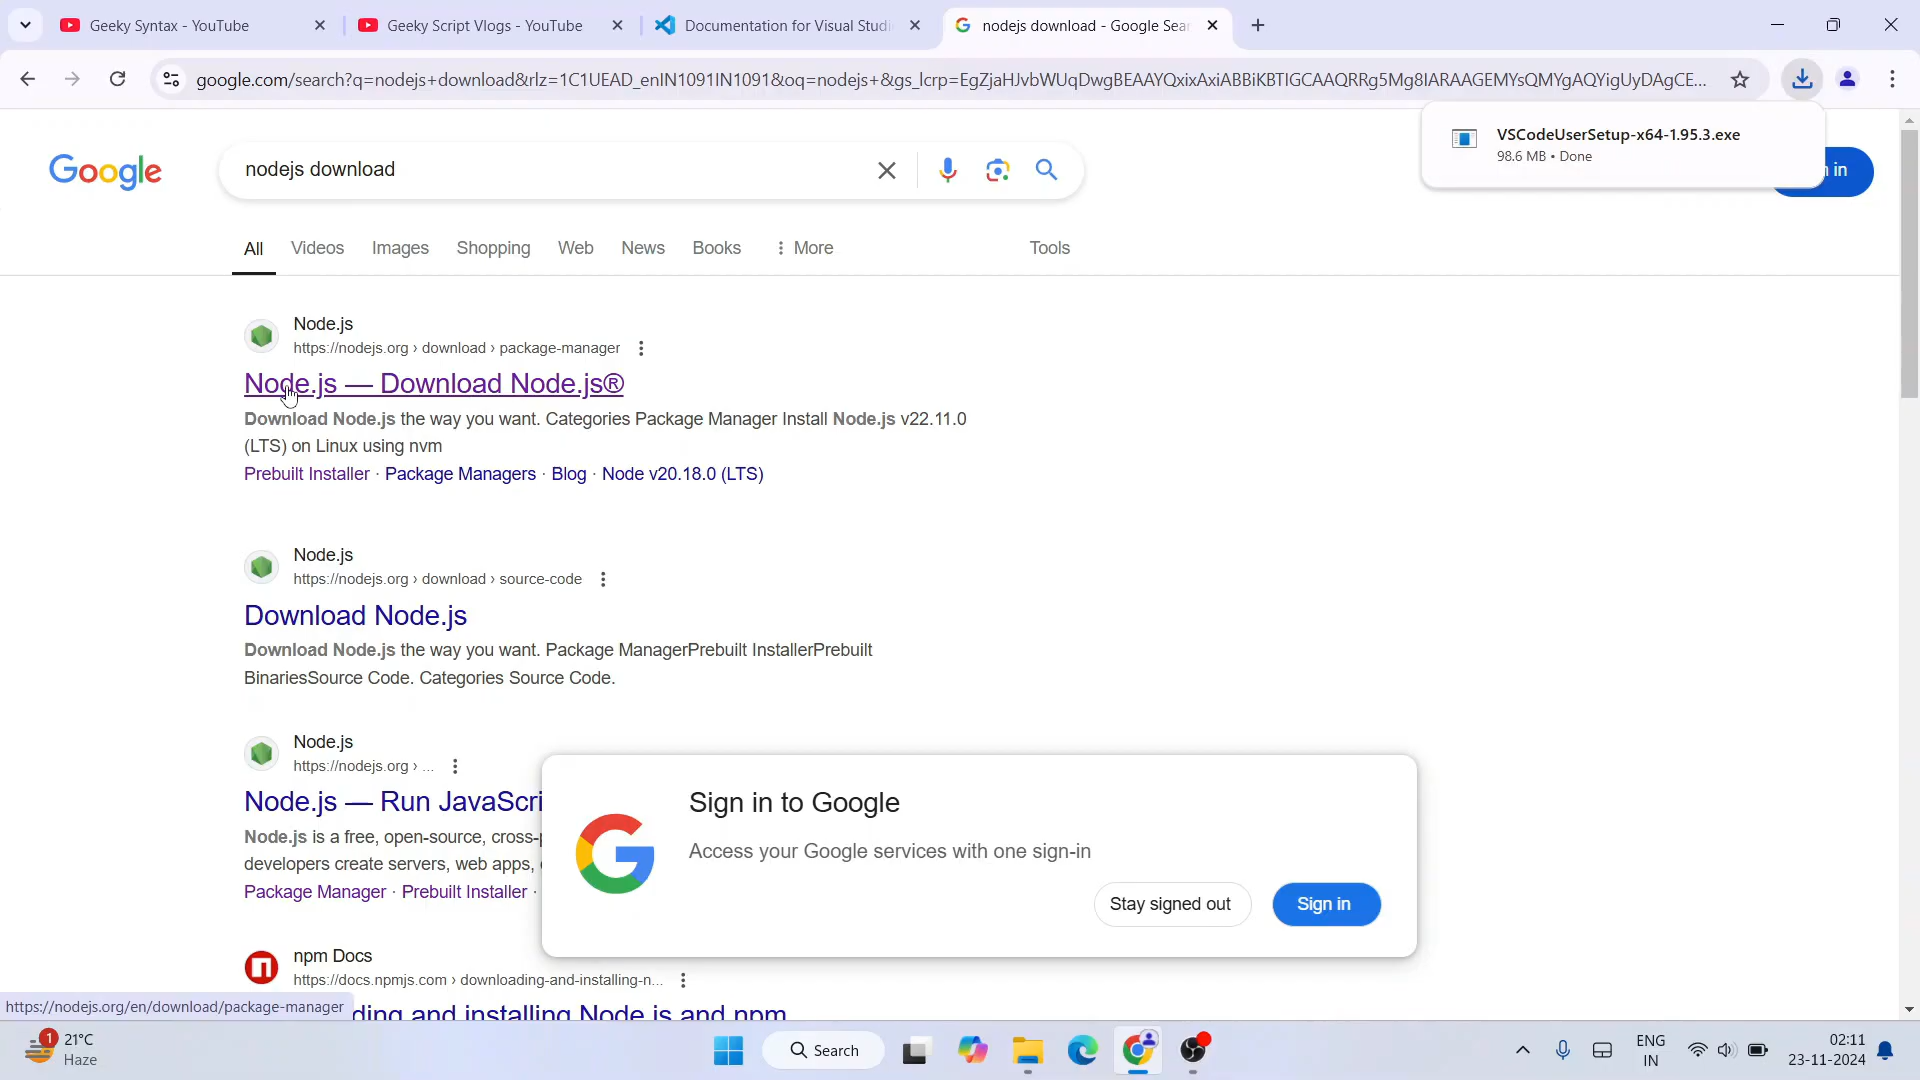 Geeky Syntax - YouTube
Geeky Script Vlogs - YouTube
Documentation for Visual Studi
nodejs download - Google Sear
google.com/search?q=nodejs+download&rlz=1C1UEAD_enIN1091IN1091&oq=nodejs+&gs_lcrp=EgZjaHJvbWUqDwgBEAAYQxixAxiABBiKBTIGCAAQRRg5Mg8IARAAGEMYsQMYgAQYigUyDAgCE...
VSCodeUserSetup-x64-1.95.3.exe
98.6 MB • Done
Google
nodejs download
in
All
Videos
Images
Shopping
Web
News
Books
More
Tools
Node.js
https://nodejs.org › download › package-manager
Node.js — Download Node.js®
Download Node.js the way you want. Categories Package Manager Install Node.js v22.11.0
(LTS) on Linux using nvm
Prebuilt Installer · Package Managers · Blog · Node v20.18.0 (LTS)
Node.js
https://nodejs.org › download › source-code
Download Node.js
Download Node.js the way you want. Package ManagerPrebuilt InstallerPrebuilt
BinariesSource Code. Categories Source Code.
Node.js
https://nodejs.org › ...
Node.js — Run JavaScri
Node.js is a free, open-source, cross-p
developers create servers, web apps,
Package Manager · Prebuilt Installer ·
Sign in to Google
Access your Google services with one sign-in
Stay signed out
Sign in
npm Docs
https://docs.npmjs.com › downloading-and-installing-n...
ding and installing Node.js and npm
https://nodejs.org/en/download/package-manager
1
21°C
Haze
Search
ENG
IN
02:11
23-11-2024